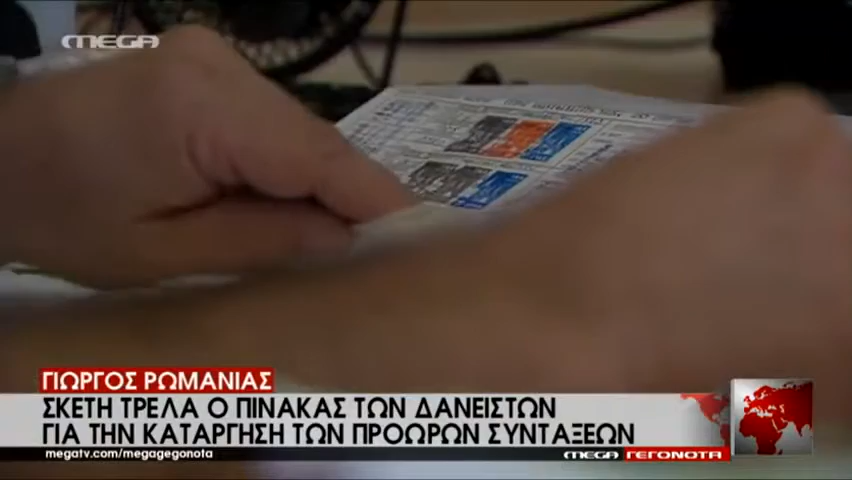 MEGA
ΓΙΩΡΓΟΣ ΡΩΜΑΝΙΑΣ
ΣΚΕΤΗ ΤΡΕΛΑ Ο ΠΙΝΑΚΑΣ ΤΩΝ ΔΑΝΕΙΣΤΩΝ
ΓΙΑ ΤΗΝ ΚΑΤΑΡΓΗΣΗ ΤΩΝ ΠΡΟΩΡΩΝ ΣΥΝΤΑΞΕΩΝ
megatv.com/megagegonota
MEGA ΓΕΓΟΝΟΤΑ